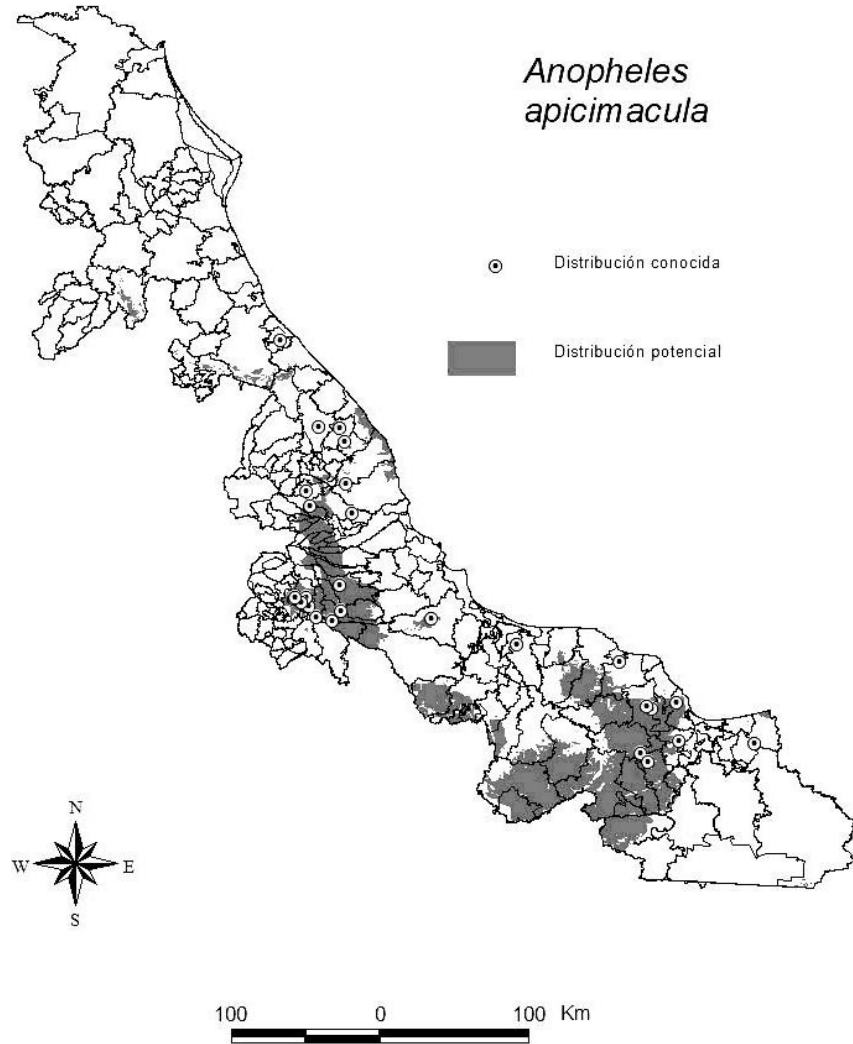 Anopheles
apicimacula
Distribución conocida
Distribución potencial
N
W E
S
100 0 100 Km